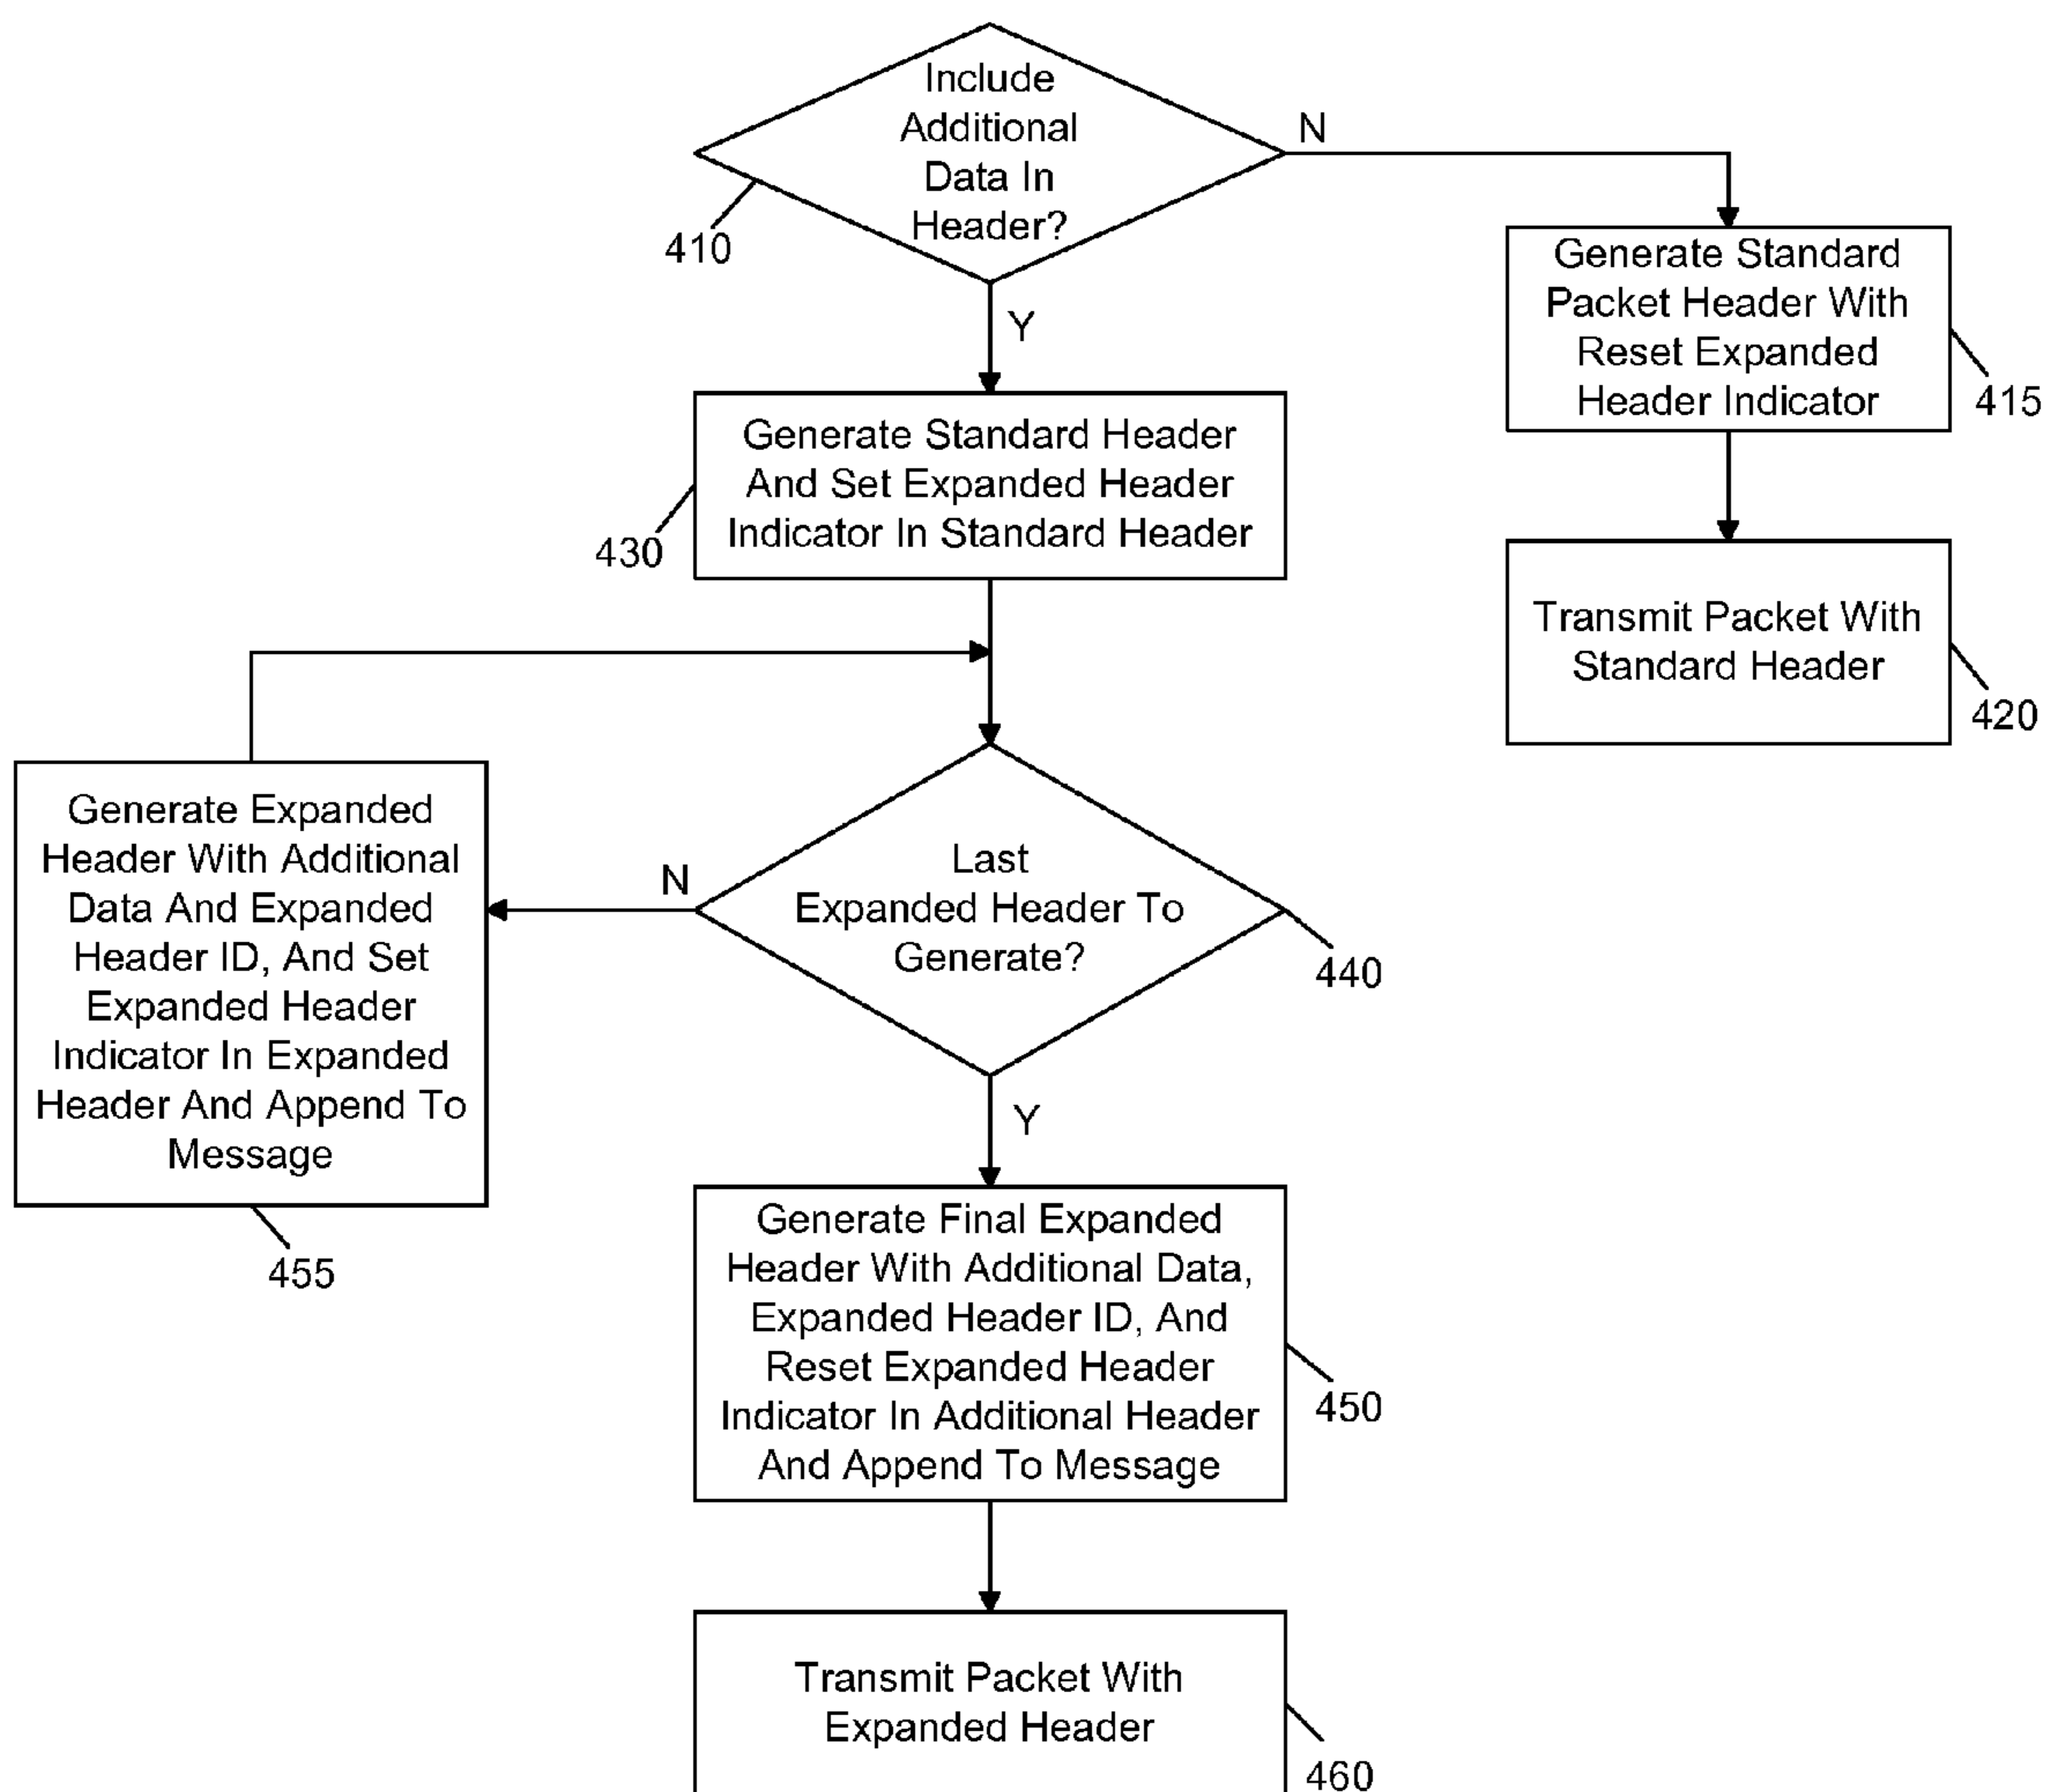 Include
Additional
Data In
Header?
N
410
Y
Generate Standard
Packet Header With
Reset Expanded
Header Indicator
415
Generate Standard Header
And Set Expanded Header
Indicator In Standard Header
430
Transmit Packet With
Standard Header
420
Generate Expanded
Header With Additional
Data And Expanded
Header ID, And Set
Expanded Header
Indicator In Expanded
Header And Append To
Message
455
N
Last
Expanded Header To
Generate?
440
Y
Generate Final Expanded
Header With Additional Data,
Expanded Header ID, And
Reset Expanded Header
Indicator In Additional Header
And Append To Message
450
Transmit Packet With
Expanded Header
460